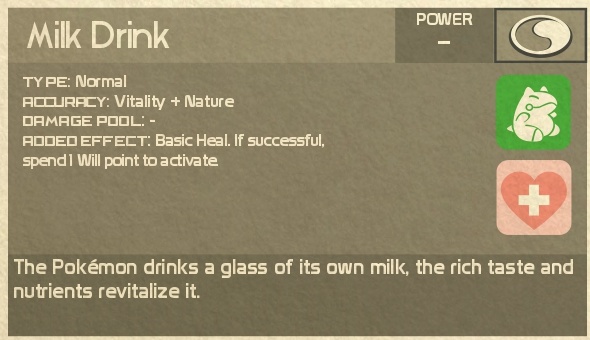 Milk Drink
POWER
–
TYPE: Normal
ACCURACY: Vitality + Nature
DAMAGE POOL: -
ADDED EFFECT: Basic Heal. If successful,
spend 1 Will point to activate
The Pokémon drinks a glass of its own milk, the rich taste and
nutrients revitalize it.